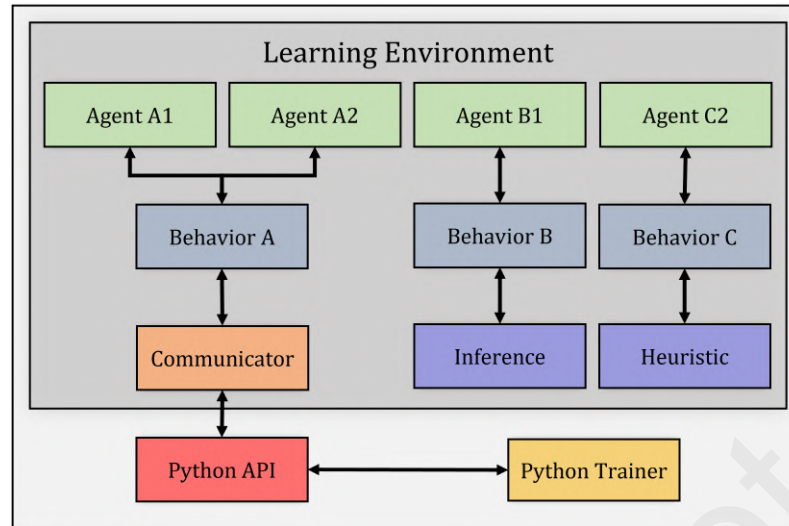 Learning Environment
Agent A1
Agent A2
Agent B1
Agent C2
Behavior A
Behavior B
Behavior C
Communicator
Inference
Heuristic
Python API
Python Trainer